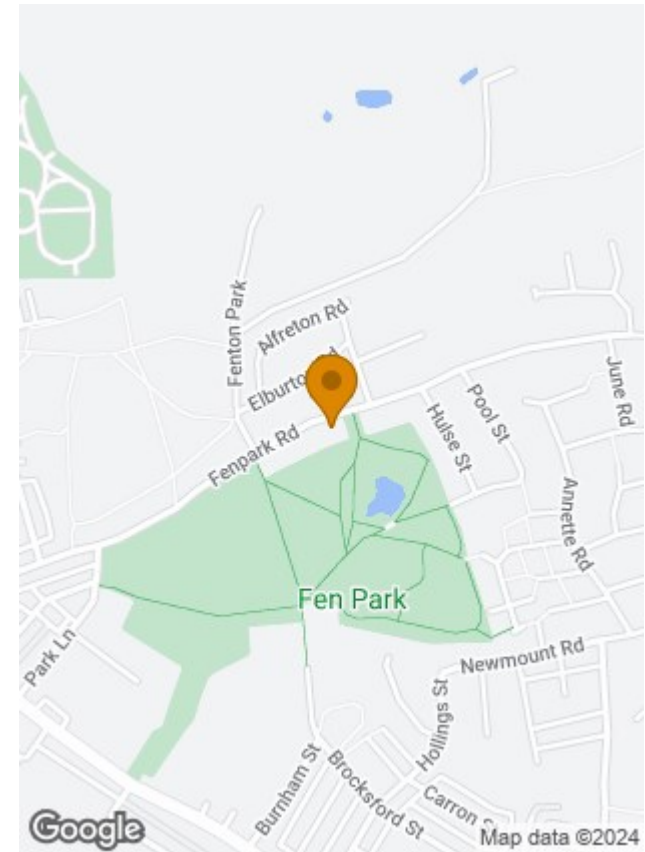 Fenton Park
Alfreton Rd
Fenpark Rd
June Rd
Pool St
Hulse St
Annette Rd
Fen Park
Park Ln
Newmount Rd
Hollings St
Burnham St
Brocksford St
Carron
Google
Map data ©2024